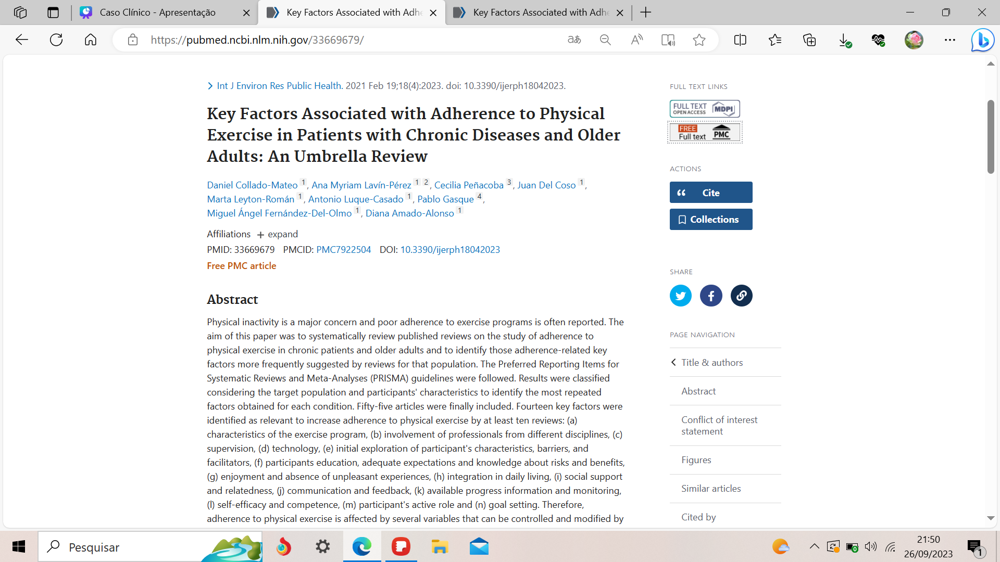 Caso Clínico - Apresentação
Key Factors Associated with Adhe
Key Factors Associated with Adhe
https://pubmed.ncbi.nlm.nih.gov/33669679/
Int J Environ Res Public Health. 2021 Feb 19;18(4):2023. doi: 10.3390/ijerph18042023.
Key Factors Associated with Adherence to Physical
Exercise in Patients with Chronic Diseases and Older
Adults: An Umbrella Review
Daniel Collado-Mateo 1, Ana Myriam Lavín-Pérez 1 2, Cecilia Peñacoba 3, Juan Del Coso 1,
Marta Leyton-Román 1, Antonio Luque-Casado 1, Pablo Gasque 4,
Miguel Ángel Fernández-Del-Olmo 1, Diana Amado-Alonso 1
Affiliations + expand
PMID: 33669679 PMCID: PMC7922504 DOI: 10.3390/ijerph18042023
Free PMC article
Abstract
Physical inactivity is a major concern and poor adherence to exercise programs is often reported. The
aim of this paper was to systematically review published reviews on the study of adherence to
physical exercise in chronic patients and older adults and to identify those adherence-related key
factors more frequently suggested by reviews for that population. The Preferred Reporting Items for
Systematic Reviews and Meta-Analyses (PRISMA) guidelines were followed. Results were classified
considering the target population and participants' characteristics to identify the most repeated
factors obtained for each condition. Fifty-five articles were finally included. Fourteen key factors were
identified as relevant to increase adherence to physical exercise by at least ten reviews: (a)
characteristics of the exercise program, (b) involvement of professionals from different disciplines, (c)
supervision, (d) technology, (e) initial exploration of participant's characteristics, barriers, and
facilitators, (f) participants education, adequate expectations and knowledge about risks and benefits,
(g) enjoyment and absence of unpleasant experiences, (h) integration in daily living, (i) social support
and relatedness, (j) communication and feedback, (k) available progress information and monitoring,
(l) self-efficacy and competence, (m) participant's active role and (n) goal setting. Therefore,
adherence to physical exercise is affected by several variables that can be controlled and modified by
FULL TEXT LINKS
FULL TEXT
OPEN ACCESS
MDPI
FREE
Full text
PMC
ACTIONS
Cite
Collections
SHARE
PAGE NAVIGATION
Title & authors
Abstract
Conflict of interest
statement
Figures
Similar articles
Cited by
Pesquisar
21:50
26/09/2023
1